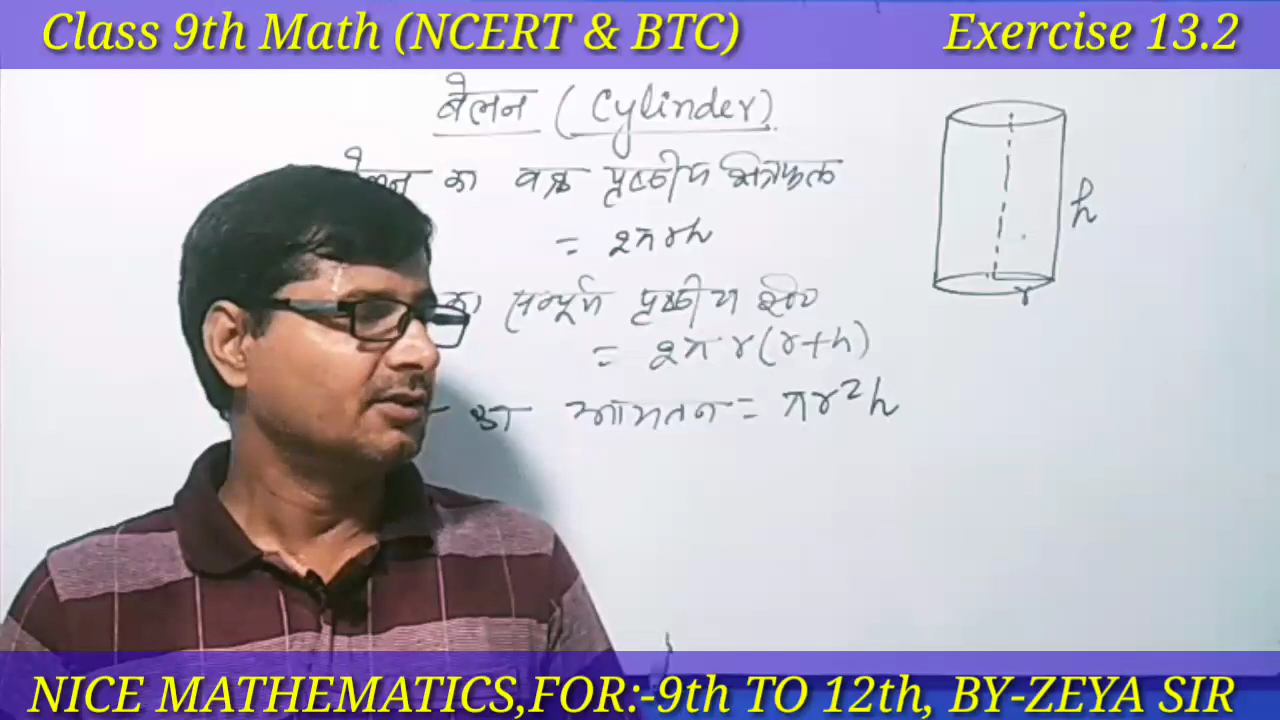 Class 9th Math (NCERT & BTC)
Exercise 13.2
बेलन (Cylinder)
बेलन का वक्र पृष्ठीय क्षेत्रफल
= 2πrh
का सम्पूर्ण पृष्ठीय
= 2πr(r+h)
का आयतन = πr²h
h
r
NICE MATHEMATICS,FOR:-9th TO 12th, BY-ZEYA SIR